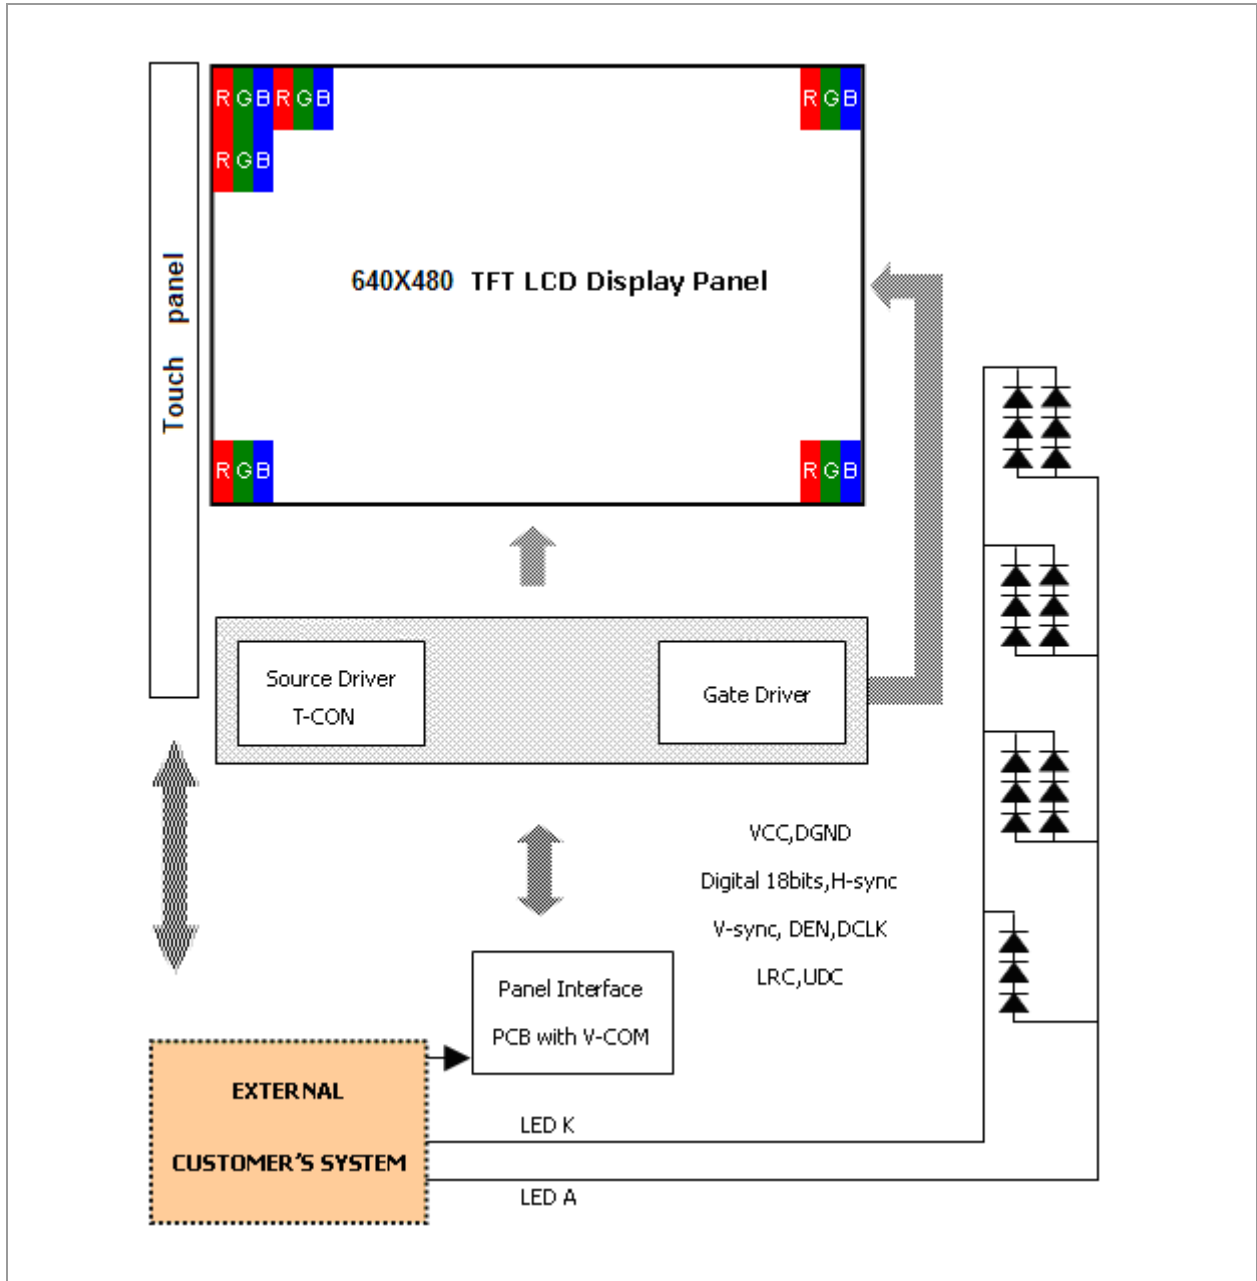 RGBRGB
RGB
RGB
Touch panel
640X480 TFT LCD Display Panel
RGB
RGB
Source Driver
T-CON
Gate Driver
VCC,DGND
Digital 18bits,H-sync
V-sync, DEN,DCLK
LRC,UDC
Panel Interface
PCB with V-COM
EXTERNAL
CUSTOMER'S SYSTEM
LED K
LED A